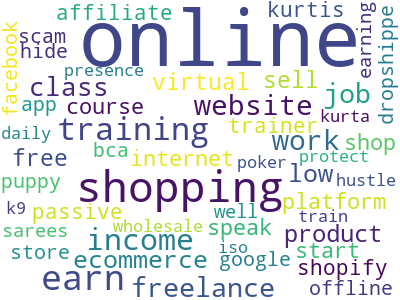 affiliate
kurtis
scam
hide
facebook
online
earning
dropshippe
presence
class
virtual
sell
app
course
website
job
daily
training
trainer
work
kurta
shop
free
bca
internet
poker
protect
puppy
shopping
low
hustle
k9
passive
well
platform
train
sarees
wholesale
speak
product
store
income
iso
start
ecommerce
google
shopify
earn
freelance
offline